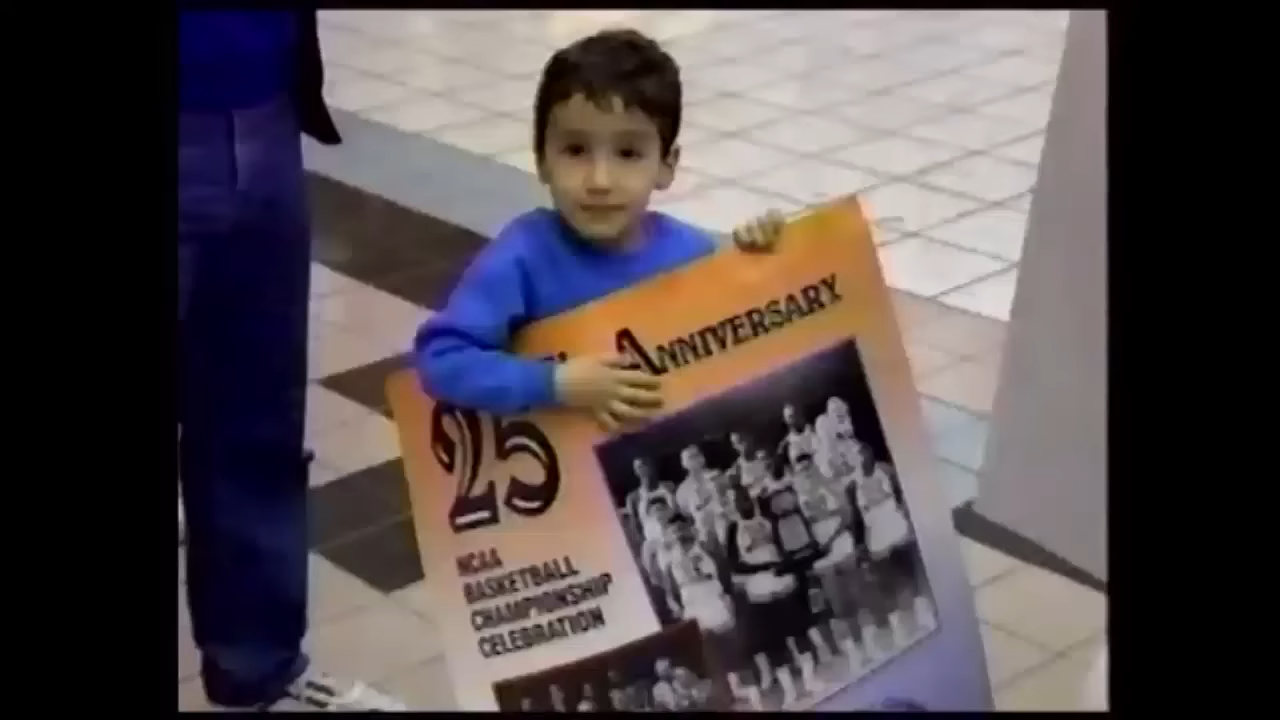 ANNIVERSARY
25
NCAA
BASKETBALL
CHAMPIONSHIP
CELEBRATION